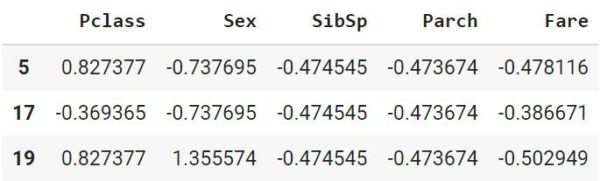 Pclass Sex SibSp Parch Fare
5 0.827377 -0.737695 -0.474545 -0.473674 -0.478116
17 -0.369365 -0.737695 -0.474545 -0.473674 -0.386671
19 0.827377 1.355574 -0.474545 -0.473674 -0.502949